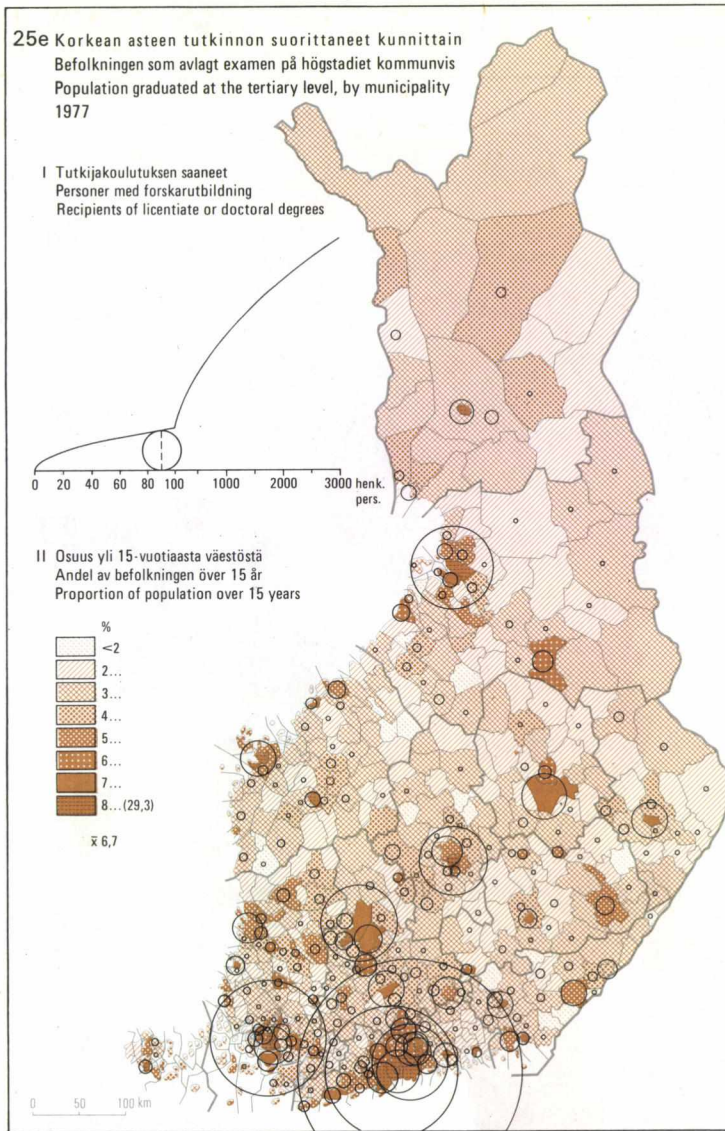 25e Korkean asteen tutkinnon suorittaneet kunnittain
Befolkningen som avlagt examen på högstadiet kommunvis
Population graduated at the tertiary level, by municipality
1977
I Tutkijakoulutuksen saaneet
Personer med forskarutbildning
Recipients of licentiate or doctoral degrees
0 20 40 60 80 100 1000 2000 3000 henk.
pers.
II Osuus yli 15-vuotiaasta väestöstä
Andel av befolkningen över 15 år
Proportion of population over 15 years
%
<2
2...
3...
4...
5...
6...
7...
8...(29,3)
x̄ 6,7
0 50 100 km